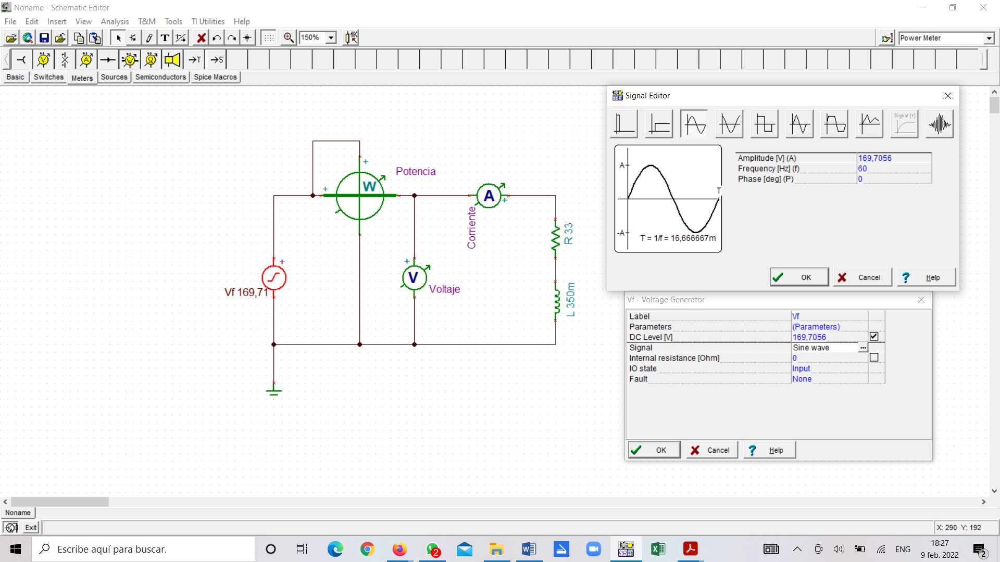 Noname - Schematic Editor
File Edit Insert View Analysis T&M Tools TI Utilities Help
T 150% 1K Power Meter
V A W Ω →T →S
Basic Switches Meters Sources Semiconductors Spice Macros
Signal Editor
Signal (t)
Amplitude [V] (A) 169,7056
Frequency [Hz] (f) 60
Phase [deg] (P) 0
A
T
-A
T = 1/f = 16,666667m
OK Cancel ? Help
+
Potencia
+ W
A +
Corriente
R 33
+
+ V
Vf 169,71
Voltaje
L 350m
Vf - Voltage Generator
Label Vf
Parameters (Parameters)
DC Level [V] 169,7056
Signal Sine wave ...
Internal resistance [Ohm] 0
IO state Input
Fault None
OK Cancel ? Help
Noname
Exit X: 290 Y: 192
Escribe aquí para buscar. 2 W ENG 18:27
9 feb. 2022 2